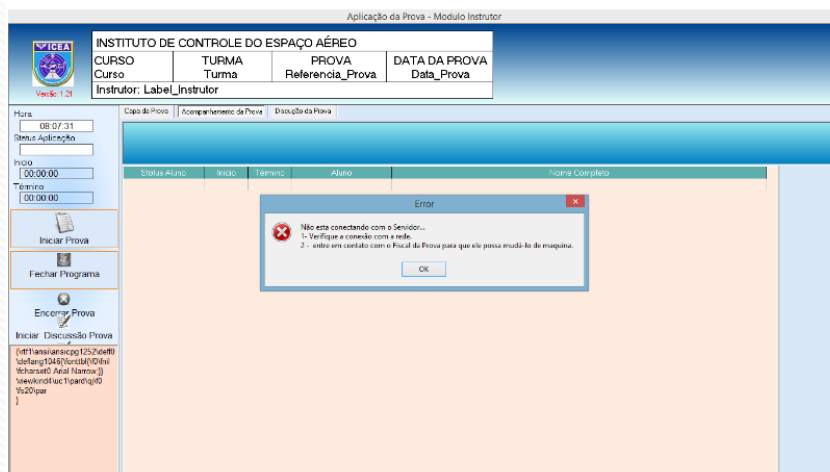 Aplicação da Prova - Modulo Instrutor
ICEA
Versão: 1.21
INSTITUTO DE CONTROLE DO ESPAÇO AÉREO
CURSO TURMA PROVA DATA DA PROVA
Curso Turma Referencia_Prova Data_Prova
Instrutor: Label_Instrutor
Capa da Prova Acompanhamento da Prova Discução da Prova
Hora
08:07:31
Status Aplicação
Inicio
00:00:00
Término
00:00:00
Iniciar Prova
Fechar Programa
Encerrar Prova
Iniciar Discussão Prova
{\rtf1\ansi\ansicpg1252\deff0
\deflang1046{\fonttbl{\f0\fnil
\fcharset0 Arial Narrow;}}
\viewkind4\uc1\pard\qj\f0
\fs20\par
}
Status Aluno Inicio Término Aluno Nome Completo
Error
Não esta conectando com o Servidor...
1- Verifique a conexão com a rede.
2 - entre em contato com o Fiscal da Prova para que ele possa mudá-lo de maquina.
OK